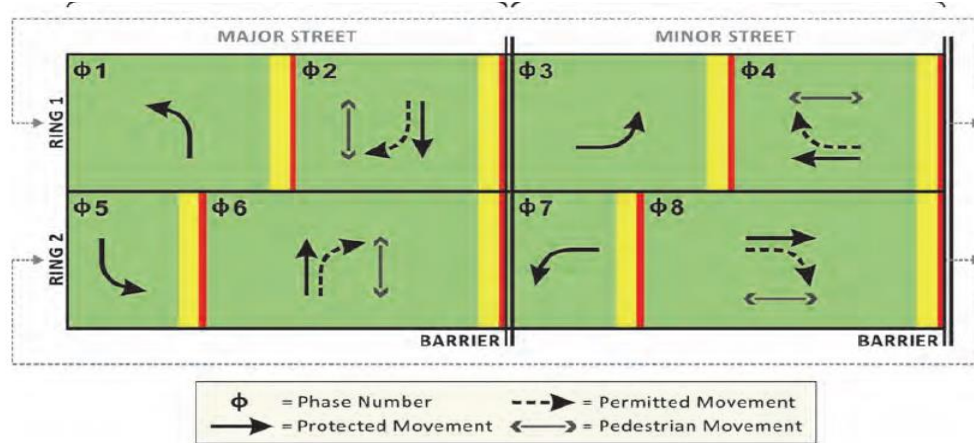 MAJOR STREET
MINOR STREET
RING 1
ϕ1
ϕ2
ϕ3
ϕ4
RING 2
ϕ5
ϕ6
ϕ7
ϕ8
BARRIER
BARRIER
ϕ = Phase Number
= Permitted Movement
= Protected Movement
= Pedestrian Movement